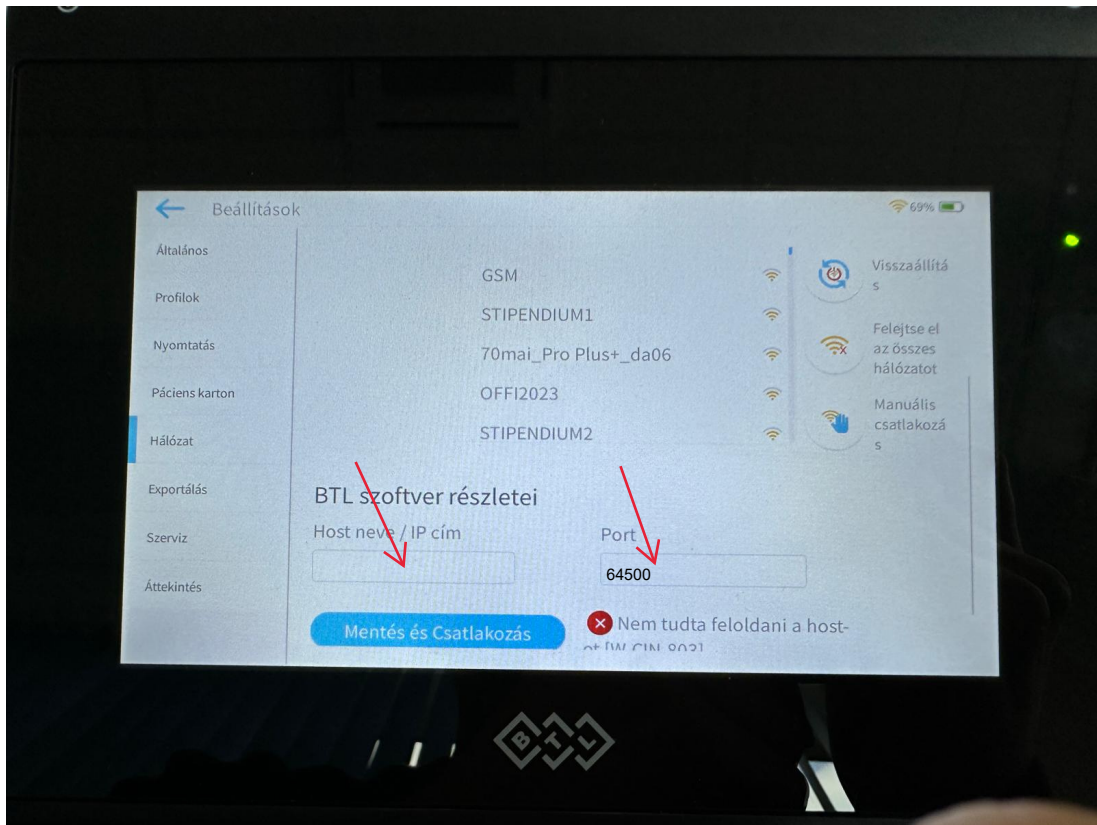 Beállítások
69%
Általános
Profilok
Nyomtatás
Páciens karton
Hálózat
Exportálás
Szerviz
Áttekintés
GSM
STIPENDIUM1
70mai_Pro Plus+_da06
OFFI2023
STIPENDIUM2
Visszaállítá
s
Felejtse el
az összes
hálózatot
Manuális
csatlakozá
s
BTL szoftver részletei
Host neve / IP cím
Port
64500
Mentés és Csatlakozás
Nem tudta feloldani a host-
BTL